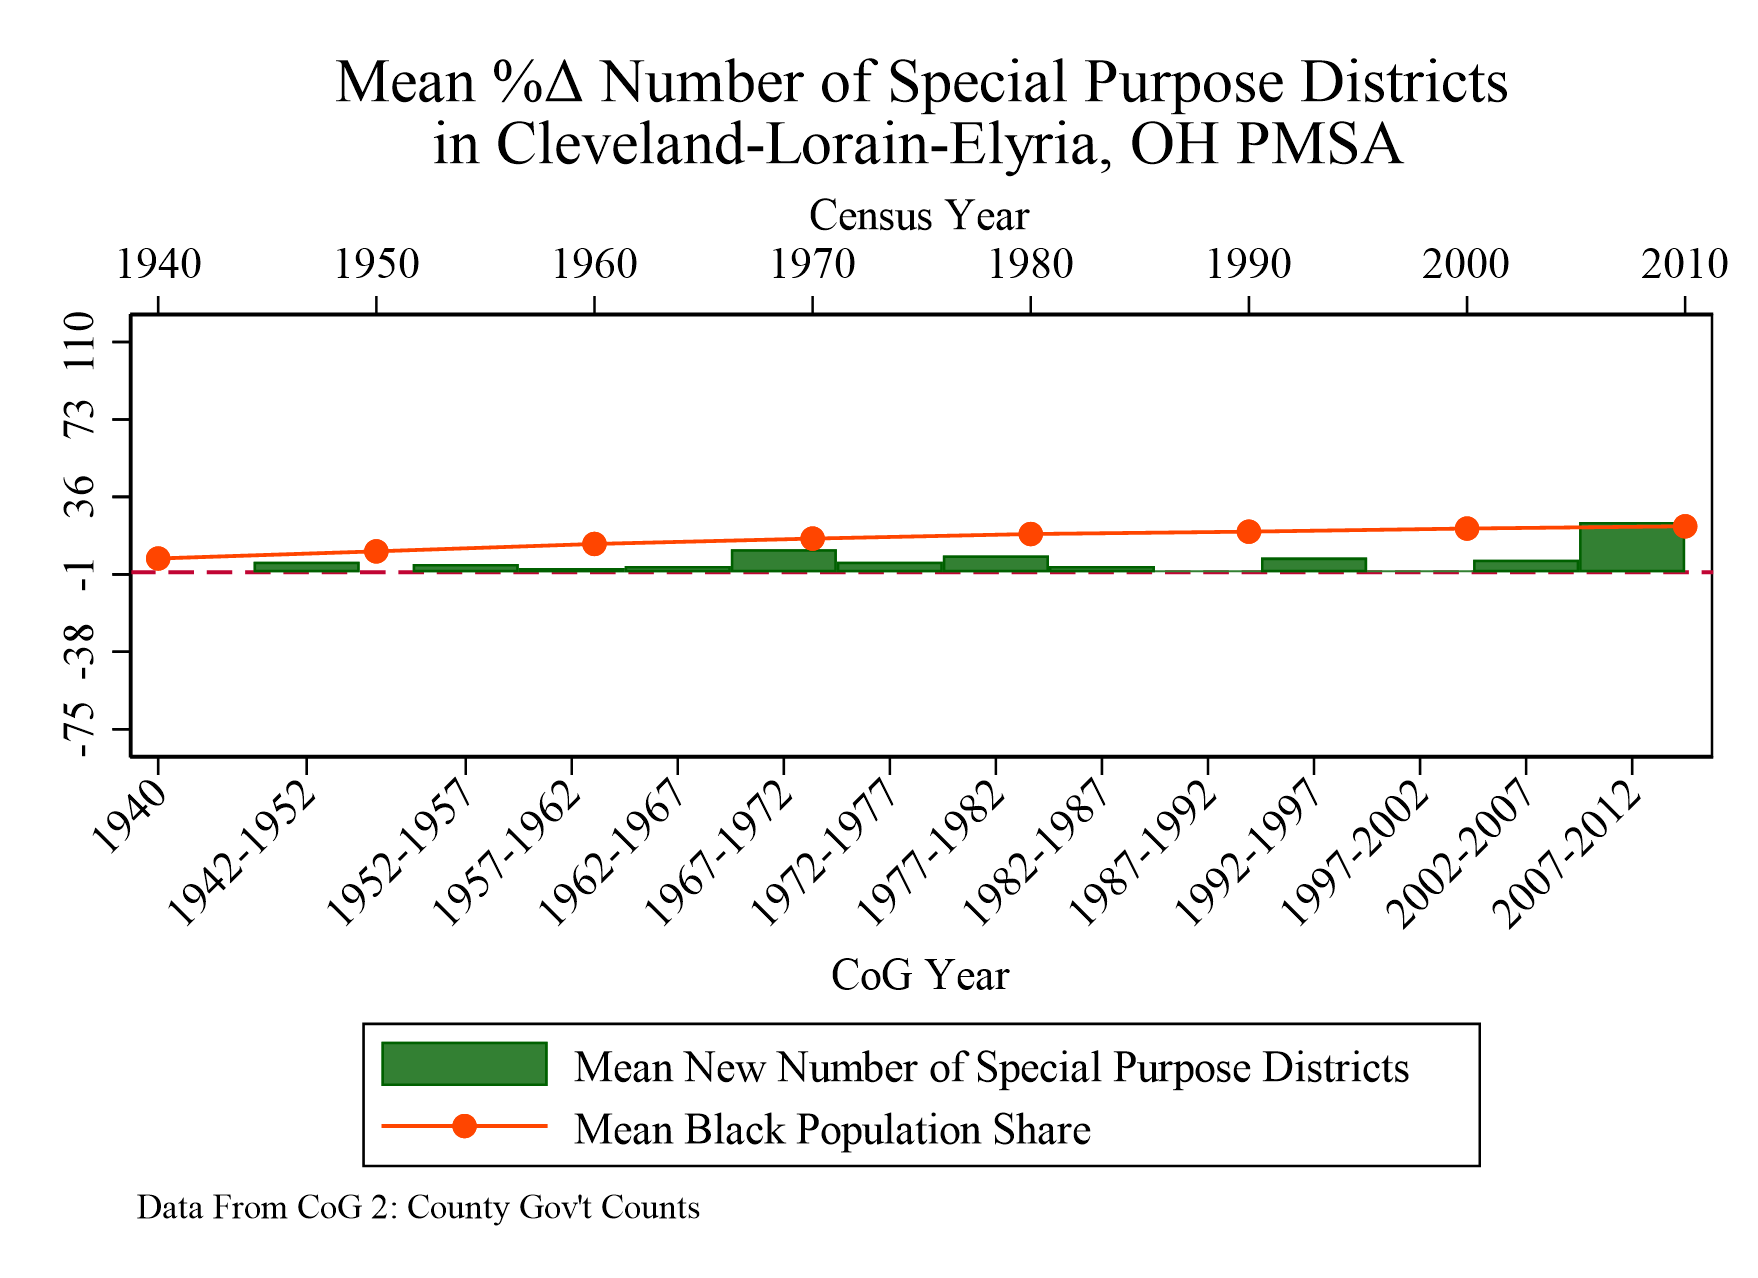 Mean %Δ Number of Special Purpose Districts
in Cleveland-Lorain-Elyria, OH PMSA
Census Year
1940 1950 1960 1970 1980 1990 2000 2010
110
73
36
-1
-38
-75
1940 1942-1952 1952-1957 1957-1962 1962-1967 1967-1972 1972-1977 1977-1982 1982-1987 1987-1992 1992-1997 1997-2002 2002-2007 2007-2012
CoG Year
Mean New Number of Special Purpose Districts
Mean Black Population Share
Data From CoG 2: County Gov't Counts